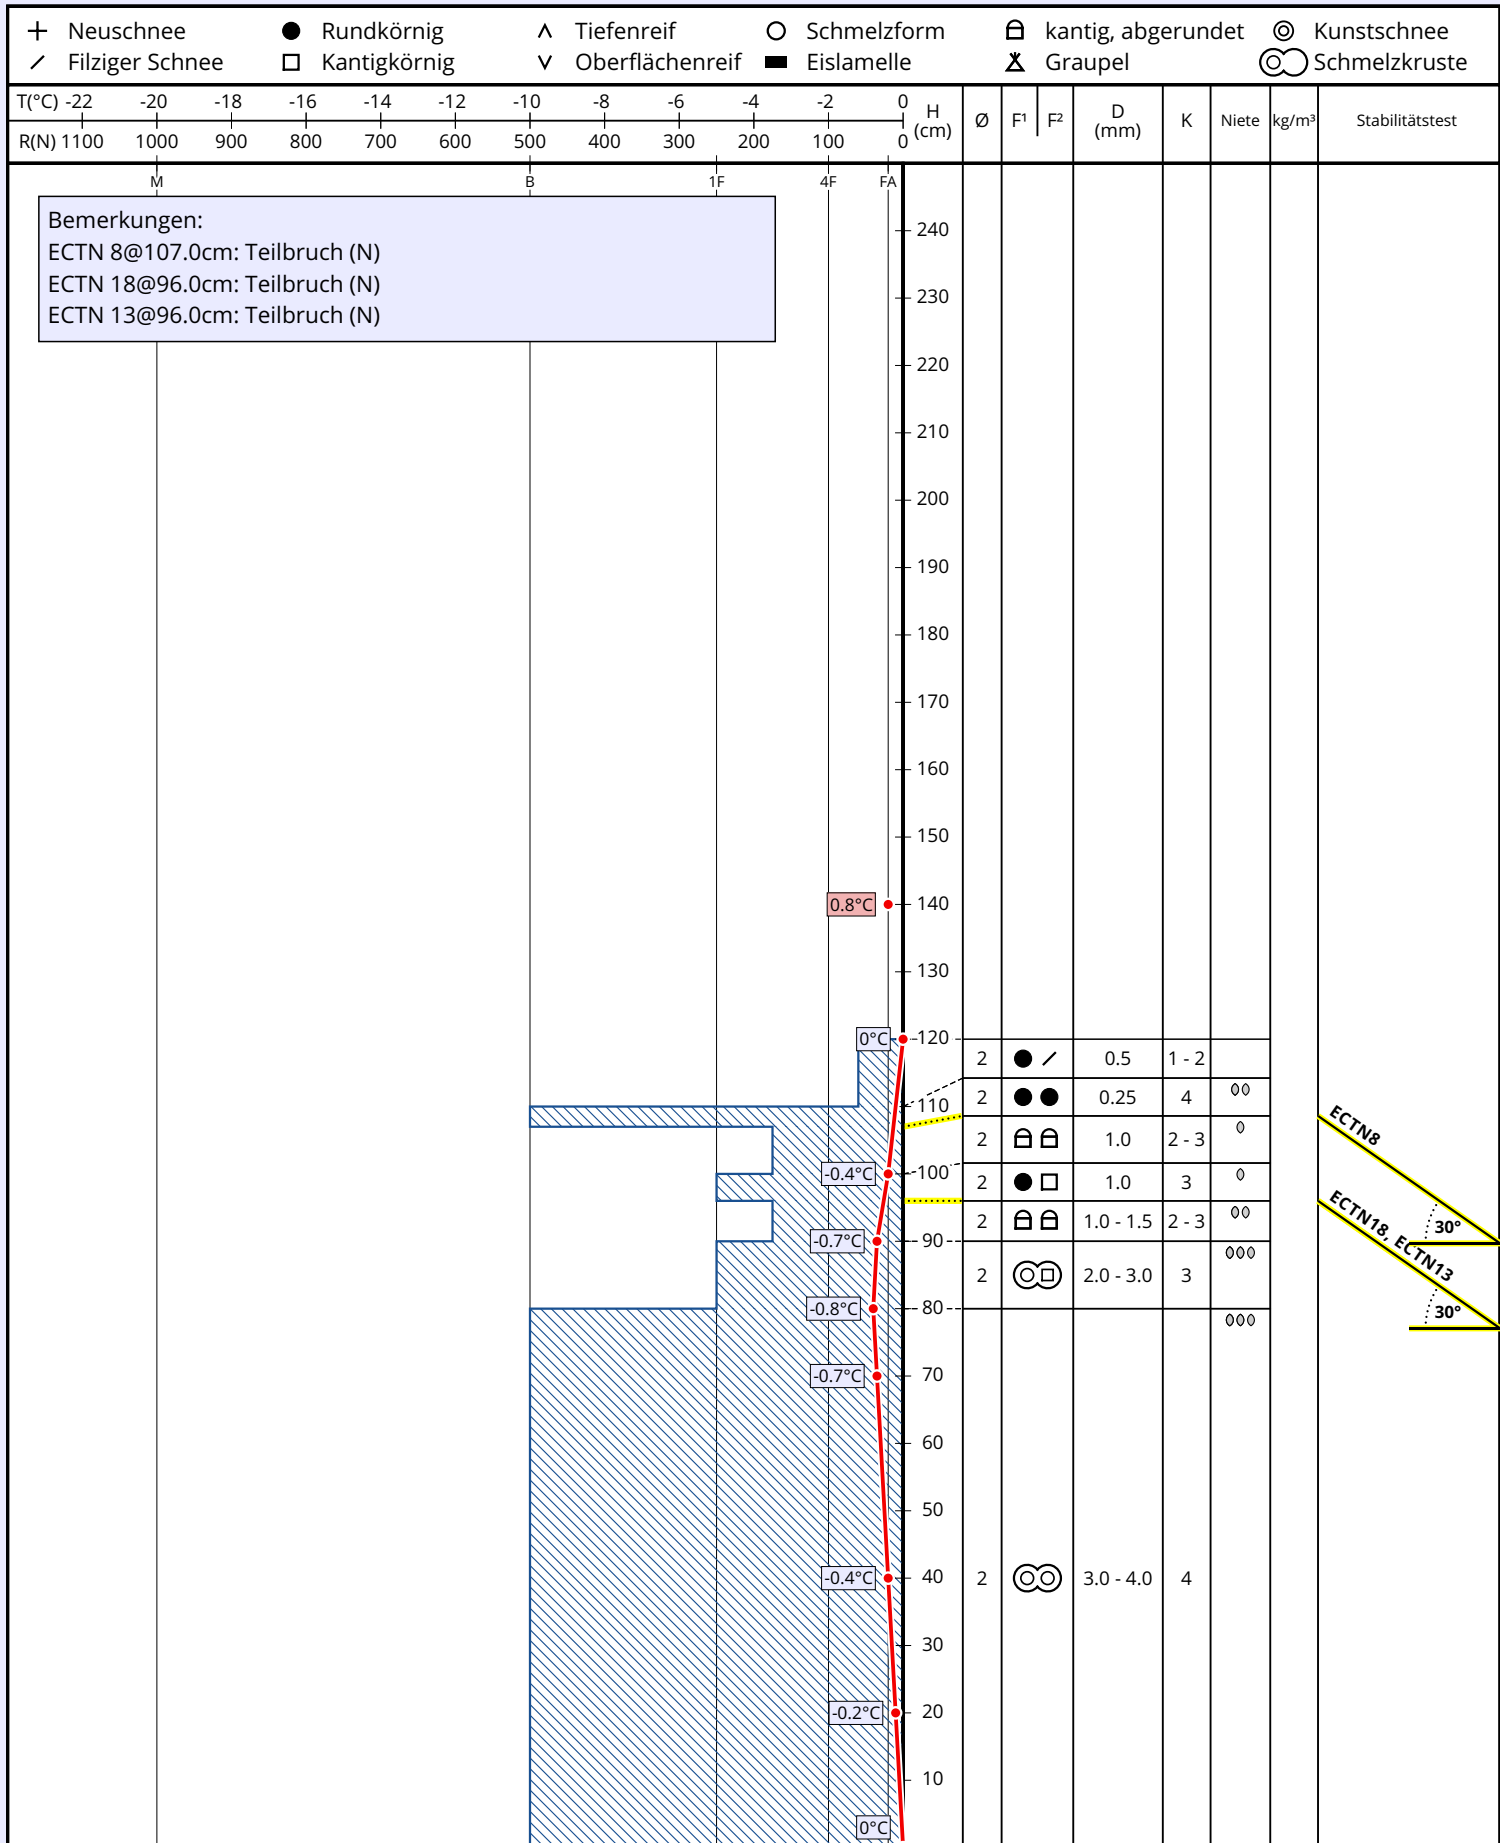 Neuschnee Rundkörnig Tiefenreif Schmelzform kantig, abgerundet Kunstschnee
Filziger Schnee Kantigkörnig Oberflächenreif Eislamelle Graupel Schmelzkruste
T(°C) -22 -20 -18 -16 -14 -12 -10 -8 -6 -4 -2 0
R(N) 1100 1000 900 800 700 600 500 400 300 200 100 0
H (cm) Ø F¹ F² D (mm) K Niete kg/m³ Stabilitätstest
M B 1F 4F FA
Bemerkungen:
ECTN 8@107.0cm: Teilbruch (N)
ECTN 18@96.0cm: Teilbruch (N)
ECTN 13@96.0cm: Teilbruch (N)
240
230
220
210
200
190
180
170
160
150
0.8°C 140
130
0°C 120
2 0.5 1 - 2
2 0.25 4
110
ECTN8
2 1.0 2 - 3
-0.4°C 100
2 1.0 3
ECTN18, ECTN13
2 1.0 - 1.5 2 - 3
30°
-0.7°C 90
2 2.0 - 3.0 3
-0.8°C 80
30°
-0.7°C 70
60
50
-0.4°C 40 2 3.0 - 4.0 4
30
-0.2°C 20
10
0°C